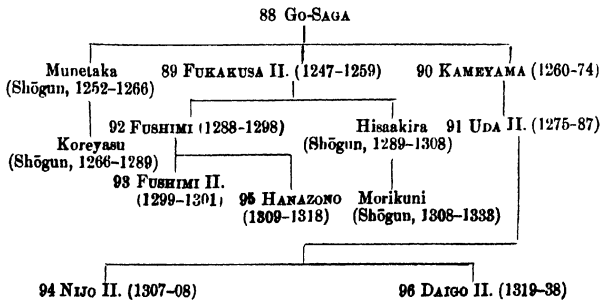 88 Go-Saga
Munetaka
(Shōgun, 1252–1266)
89 Fukakusa II. (1247–1259)
90 Kameyama (1260–74)
Koreyasu
(Shōgun, 1266–1289)
92 Fushimi (1288–1298)
Hisaakira
(Shōgun, 1289–1308)
91 Uda II. (1275–87)
93 Fushimi II.
(1299–1301)
95 Hanazono
(1309–1318)
Morikuni
(Shōgun, 1308–1333)
94 Nijo II. (1307–08)
96 Daigo II. (1319–38)